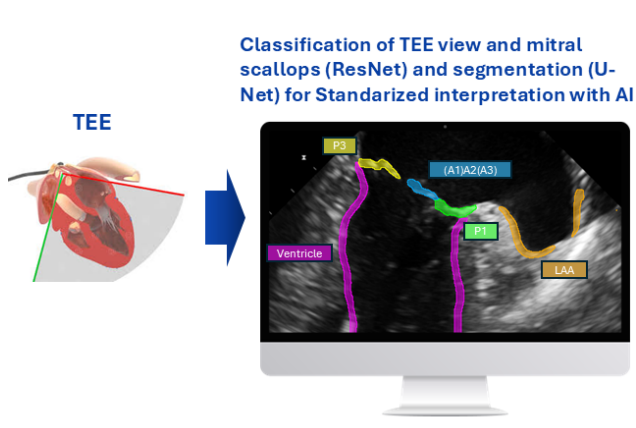 Classification of TEE view and mitral
scallops (ResNet) and segmentation (U-
Net) for Standarized interpretation with AI
TEE
P3
(A1)A2(A3)
P1
Ventricle
LAA